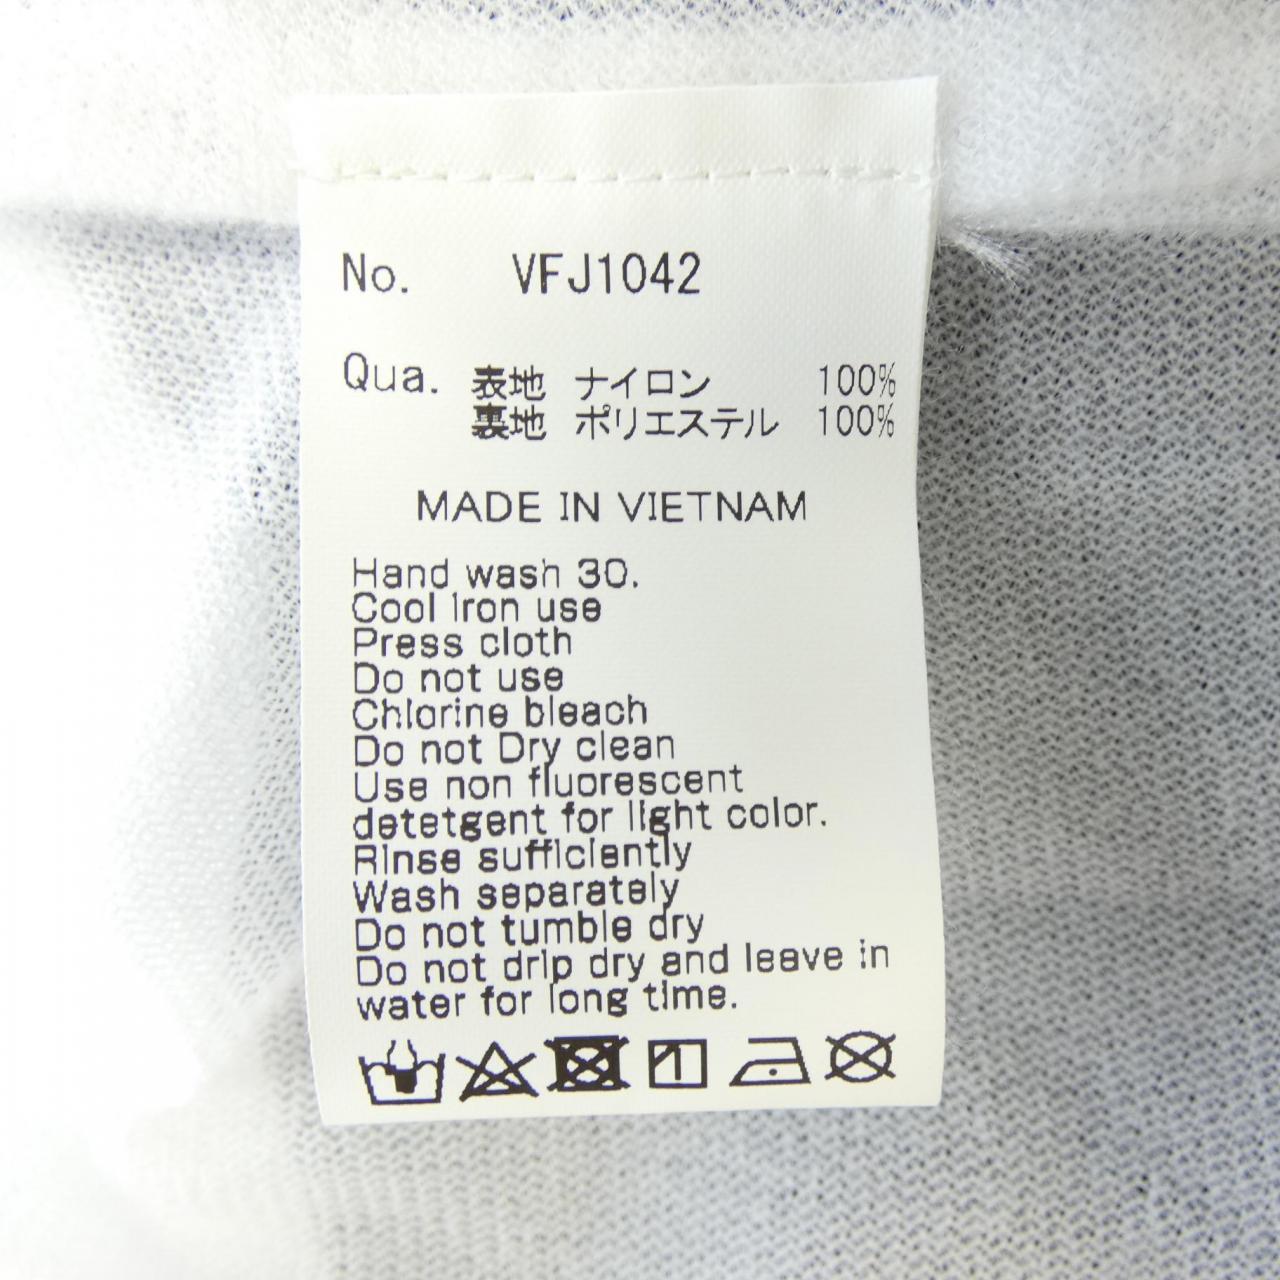 No. VFJ1042
Qua. 表地 ナイロン 100%
裏地 ポリエステル 100%
MADE IN VIETNAM
Hand wash 30.
Cool Iron use
Press cloth
Do not use
Chlorine bleach
Do not Dry clean
Use non fluorescent
detetgent for light color.
Rinse sufficiently
Wash separately
Do not tumble dry
Do not drip dry and leave in
water for long time.